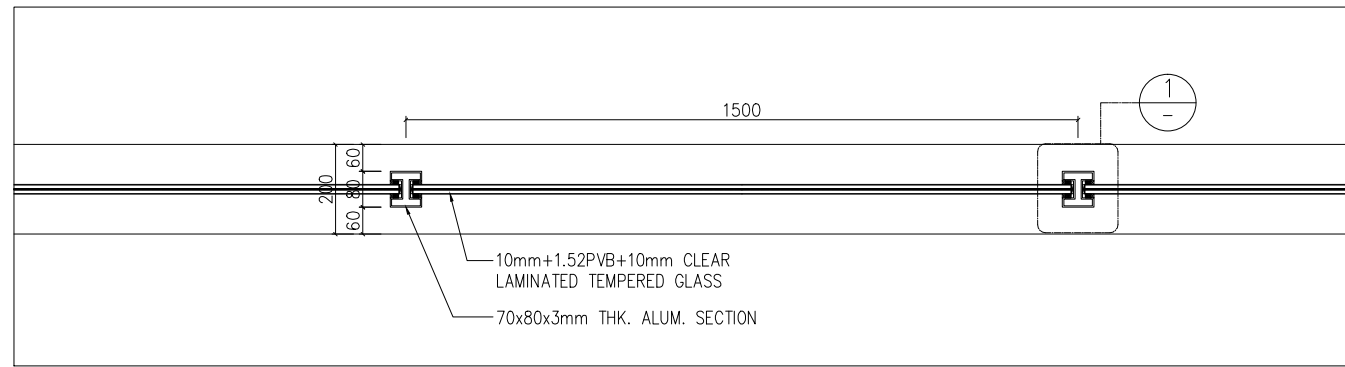 1
-
1500
60
200
80
60
10mm+1.52PVB+10mm CLEAR
LAMINATED TEMPERED GLASS
70x80x3mm THK. ALUM. SECTION